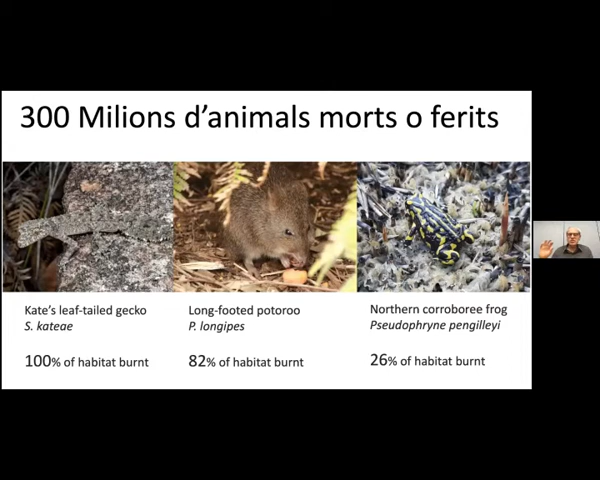 300 Milions d’animals morts o ferits
Kate’s leaf-tailed gecko
S. kateae
100% of habitat burnt
Long-footed potoroo
P. longipes
82% of habitat burnt
Northern corroboree frog
Pseudophryne pengilleyi
26% of habitat burnt